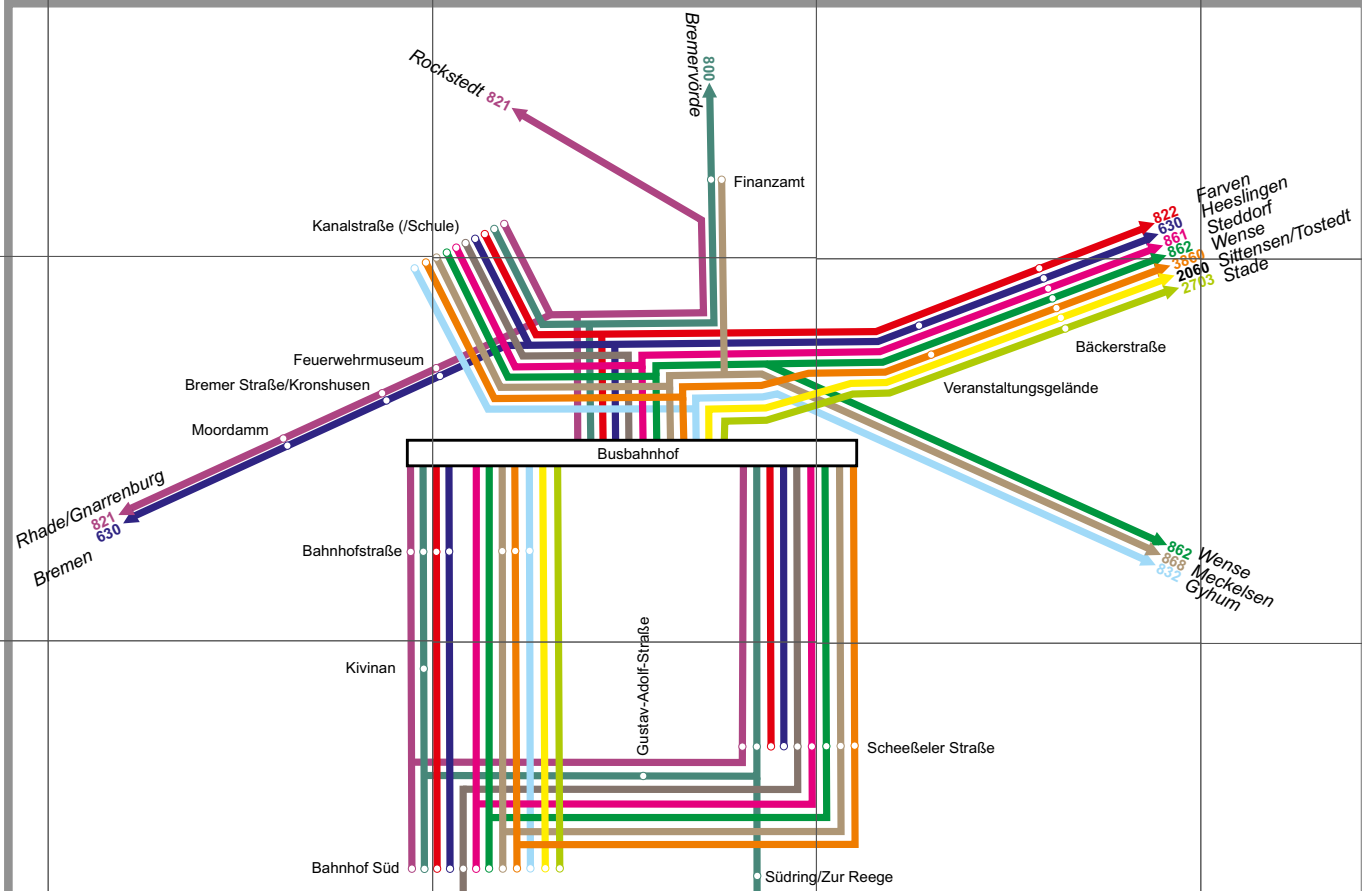 Rockstedt 821
Bremervörde
800
Finanzamt
Kanalstraße (/Schule)
Farven
822
Heeslingen
630
Steddorf
861
Wense
862
Sittensen/Tostedt
3860
2060
Stade
2703
Bäckerstraße
Veranstaltungsgelände
Feuerwehrmuseum
Bremer Straße/Kronshusen
Moordamm
Rhade/Gnarrenburg
821
630
Bremen
Busbahnhof
862 Wense
868 Meckelsen
832 Gyhum
Bahnhofstraße
Kivinan
Gustav-Adolf-Straße
Scheeßeler Straße
Bahnhof Süd
Südring/Zur Reege